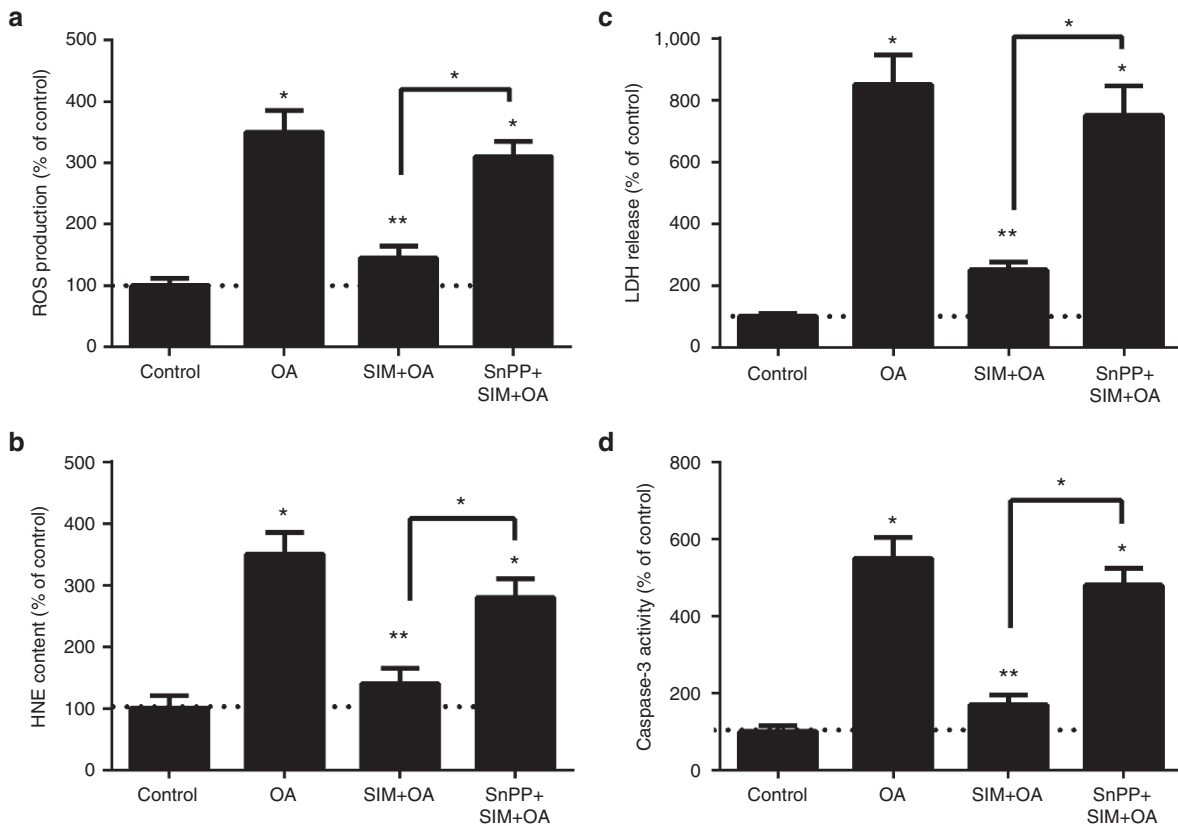 a
ROS production (% of control)
500
400
300
200
100
0
*
**
*
*
Control
OA
SIM+OA
SnPP+
SIM+OA
c
LDH release (% of control)
1,000
800
600
400
200
0
*
**
*
*
Control
OA
SIM+OA
SnPP+
SIM+OA
b
HNE content (% of control)
500
400
300
200
100
0
*
**
*
*
Control
OA
SIM+OA
SnPP+
SIM+OA
d
Caspase-3 activity (% of control)
800
600
400
200
0
*
**
*
*
Control
OA
SIM+OA
SnPP+
SIM+OA